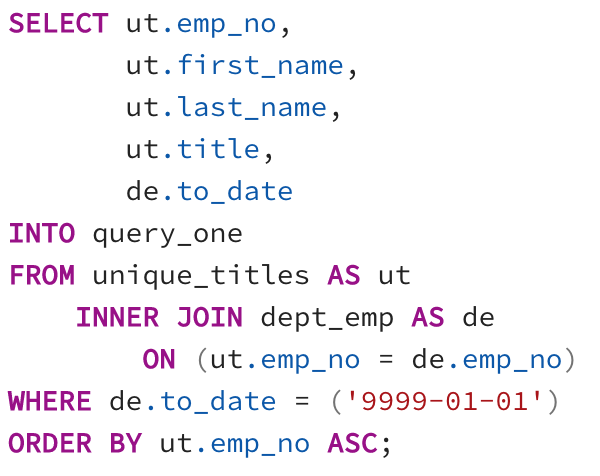 SELECT ut.emp_no,
       ut.first_name,
       ut.last_name,
       ut.title,
       de.to_date
INTO query_one
FROM unique_titles AS ut
    INNER JOIN dept_emp AS de
        ON (ut.emp_no = de.emp_no)
WHERE de.to_date = ('9999-01-01')
ORDER BY ut.emp_no ASC;